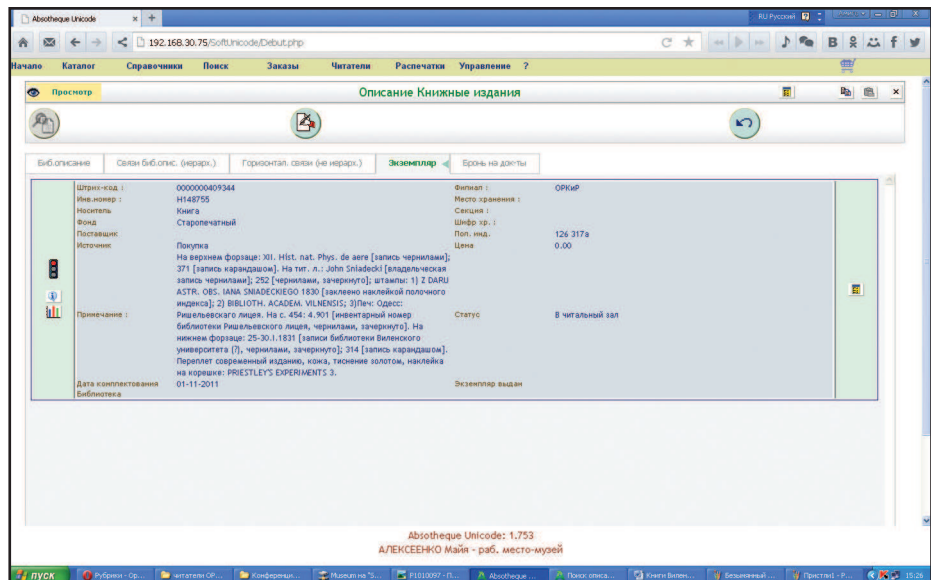 Absotheque Unicode
RU Русский
192.168.30.75/SoftUnicode/Debut.php
Начало Каталог Справочники Поиск Заказы Читатели Распечатки Управление ?
Просмотр
Описание Книжные издания
Биб.описание
Связи биб.опис. (иерарх.)
Горизонтал. связи (не иерарх.)
Экземпляр
Бронь на док-ты
Штрих-код : 0000000409344
Инв.номер : Н148755
Носитель Книга
Фонд Старопечатный
Поставщик
Источник Покупка
Примечание :
На верхнем форзаце: XII. Hist. nat. Phys. de aere [запись чернилами];
371 [запись карандашом]. На тит. л.: John Sniadecki [владельческая
запись чернилами]; 252 [чернилами, зачеркнуто]; штампы: 1) Z DARU
ASTR. OBS. IANA SNIADECKIEGO 1830 [заклеено наклейкой полочного
индекса]; 2) BIBLIOTH. ACADEM. VILNENSIS; 3)Печ: Одесс:
Ришельевскаго лицея. На с. 454: 4.901 [инвентарный номер
библиотеки Ришельевского лицея, чернилами, зачеркнуто]. На
нижнем форзаце: 25-30.I.1831 [записи библиотеки Виленского
университета (?), чернилами, зачеркнуто]; 314 [запись карандашом].
Переплет современный изданию, кожа, тиснение золотом, наклейка
на корешке: PRIESTLEY'S EXPERIMENTS 3.
Дата комплектования 01-11-2011
Библиотека
Филиал : ОРКиР
Место хранения :
Секция :
Шифр хр. :
Пол. инд. 126 317а
Цена 0.00
Статус В читальный зал
Экземпляр выдан
Absotheque Unicode: 1.753
АЛЕКСЕЕНКО Майя - раб. место-музей
пуск
Рубрики - Ор...
читатели ОР...
Конференци...
Museum на "S...
P1010097 - П...
Absotheque ...
Поиск описа...
Книги Вилен...
Безымянный ...
Пристли1 - P...
15:26